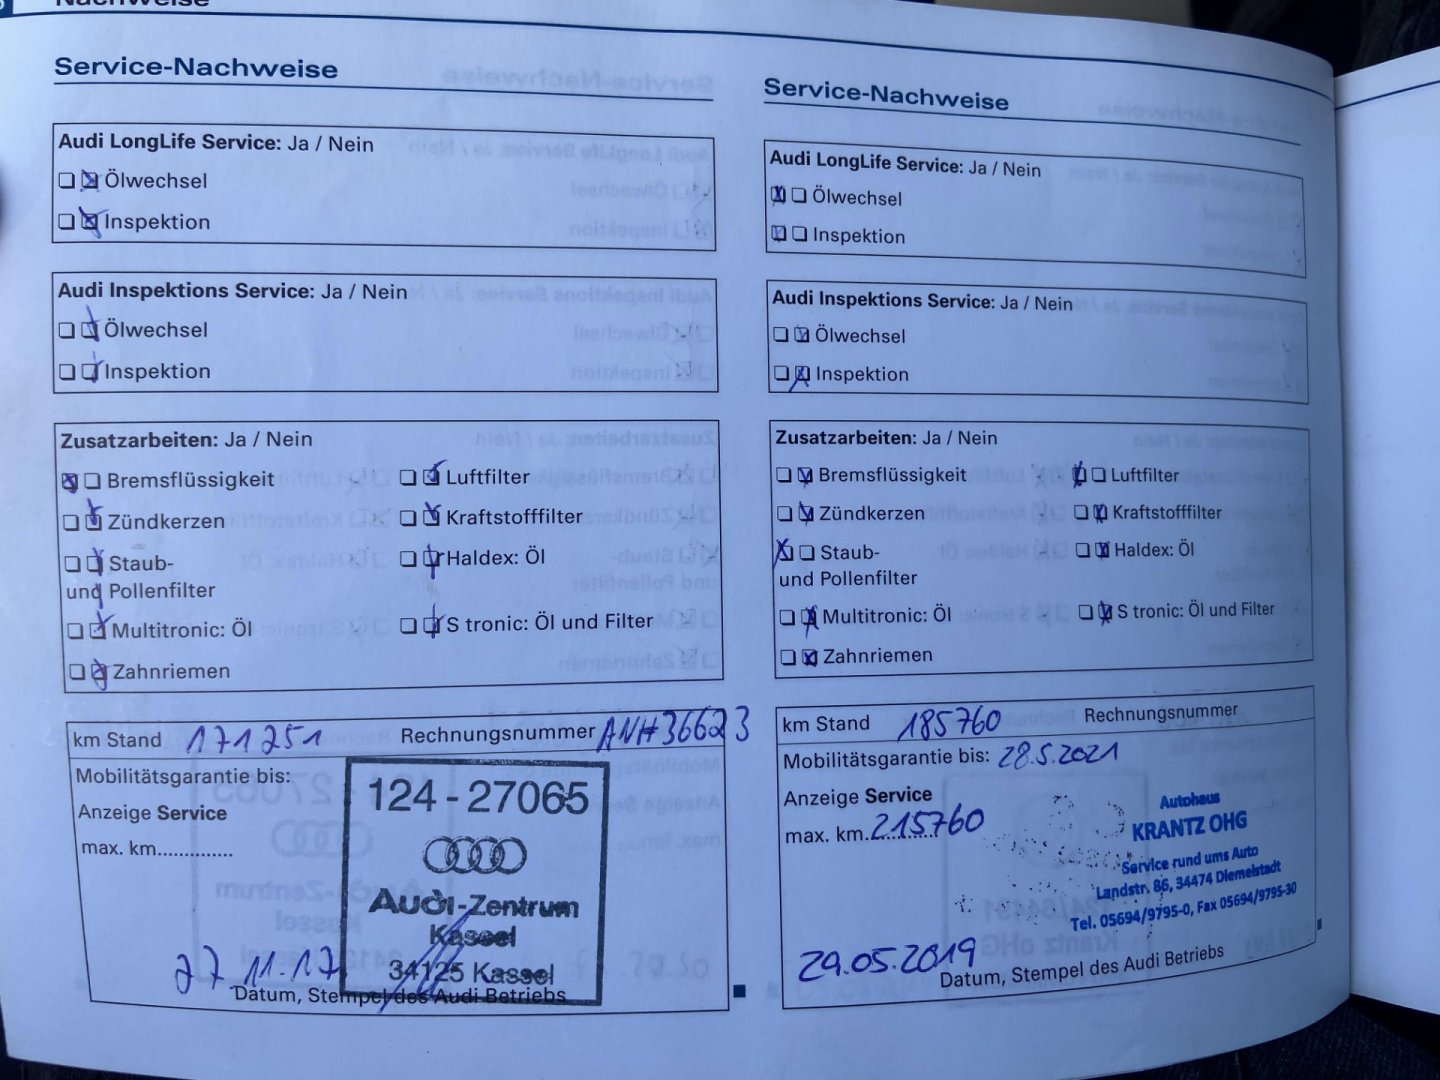 Nachweise
Service-Nachweise
Audi LongLife Service: Ja / Nein
Ölwechsel
Inspektion
Audi Inspektions Service: Ja / Nein
Ölwechsel
Inspektion
Zusatzarbeiten: Ja / Nein
Bremsflüssigkeit
Luftfilter
Zündkerzen
Kraftstofffilter
Staub-
und Pollenfilter
Haldex: Öl
Multitronic: Öl
S tronic: Öl und Filter
Zahnriemen
km Stand 171251 Rechnungsnummer ANH36623
Mobilitätsgarantie bis:
Anzeige Service
max. km..............
124-27065
Audi-Zentrum
Kassel
34125 Kassel
27.11.17
Datum, Stempel des Audi Betriebs
Service-Nachweise
Audi LongLife Service: Ja / Nein
Ölwechsel
Inspektion
Audi Inspektions Service: Ja / Nein
Ölwechsel
Inspektion
Zusatzarbeiten: Ja / Nein
Bremsflüssigkeit
Luftfilter
Zündkerzen
Kraftstofffilter
Staub-
und Pollenfilter
Haldex: Öl
Multitronic: Öl
S tronic: Öl und Filter
Zahnriemen
km Stand 185760 Rechnungsnummer
Mobilitätsgarantie bis: 28.5.2021
Anzeige Service
max. km. 215760
Autohaus
KRANTZ OHG
Service rund ums Auto
Landstr. 86, 34474 Diemelstadt
Tel. 05694/9795-0, Fax 05694/9795-30
29.05.2019
Datum, Stempel des Audi Betriebs